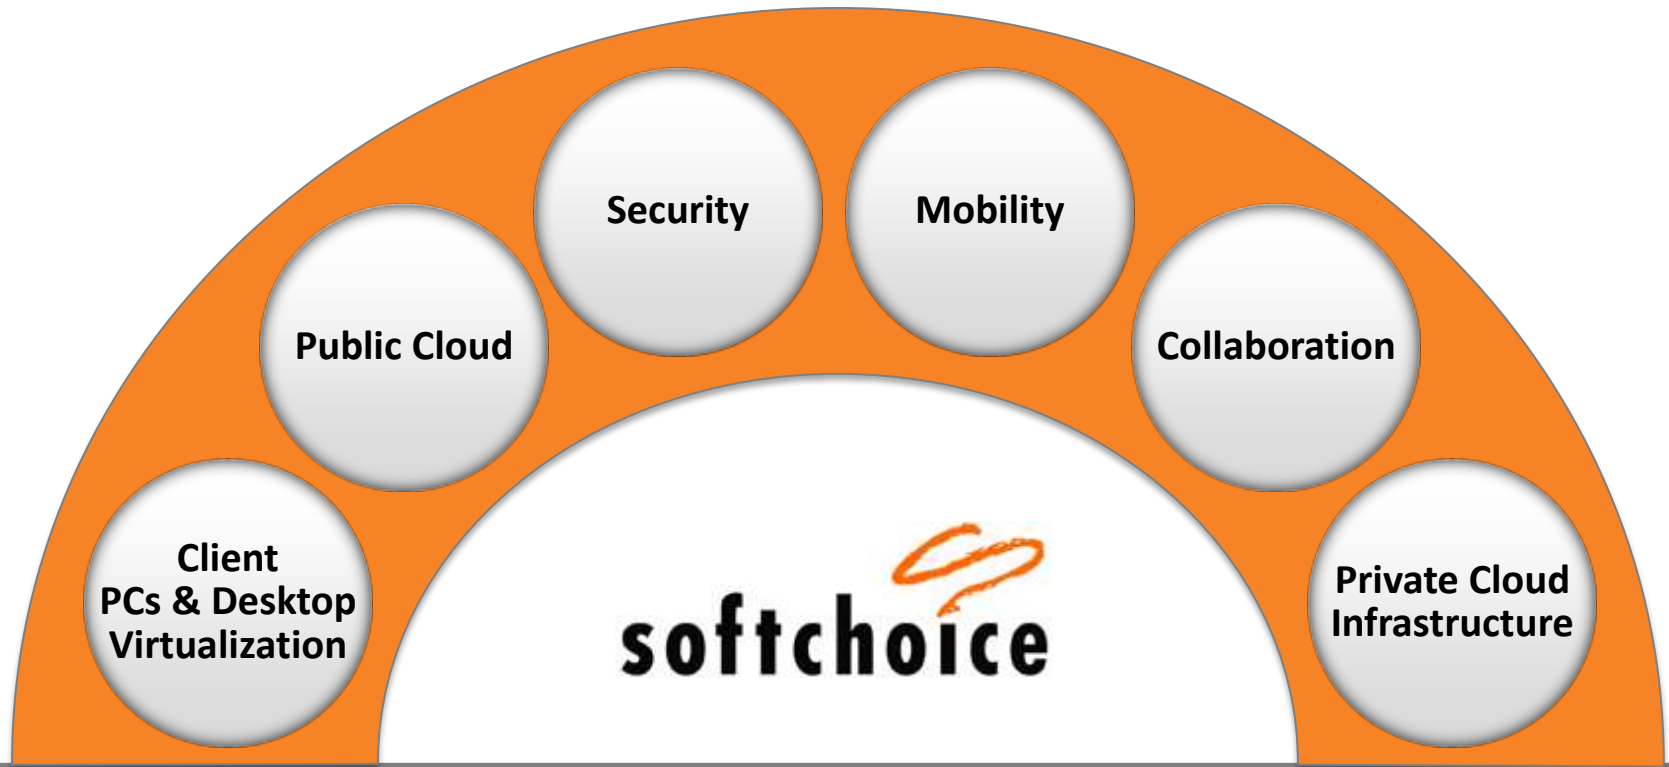 Security
Mobility
Public Cloud
Collaboration
Client
PCs & Desktop
Virtualization
Private Cloud
Infrastructure
softchoice